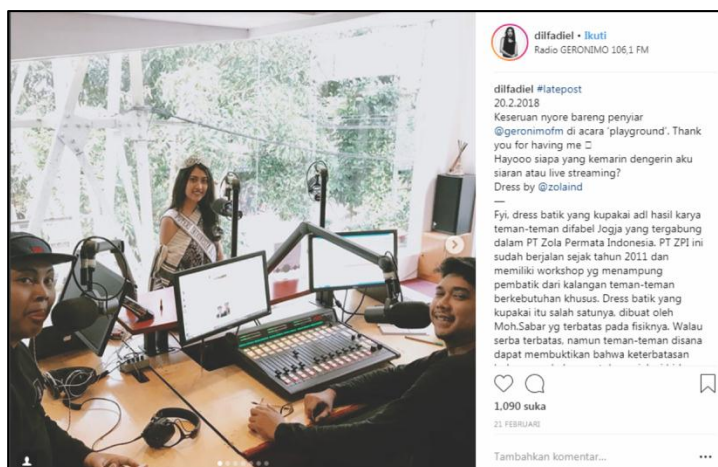 dilfadiel • Ikuti
Radio GERONIMO 106,1 FM
dilfadiel #latepost
20.2.2018
Keseruan nyore bareng penyiar
@geronimofm di acara 'playground'. Thank
you for having me
Hayooo siapa yang kemarin dengerin aku
siaran atau live streaming?
Dress by @zolaind
—
Fyi, dress batik yang kupakai adl hasil karya
teman-teman difabel Jogja yang tergabung
dalam PT Zola Permata Indonesia. PT ZPI ini
sudah berjalan sejak tahun 2011 dan
memiliki workshop yg menampung
pembatik dari kalangan teman-teman
berkebutuhan khusus. Dress batik yang
kupakai itu salah satunya, dibuat oleh
Moh.Sabar yg terbatas pada fisiknya. Walau
serba terbatas, namun teman-teman disana
dapat membuktikan bahwa keterbatasan
1,090 suka
21 FEBRUARI
Tambahkan komentar...